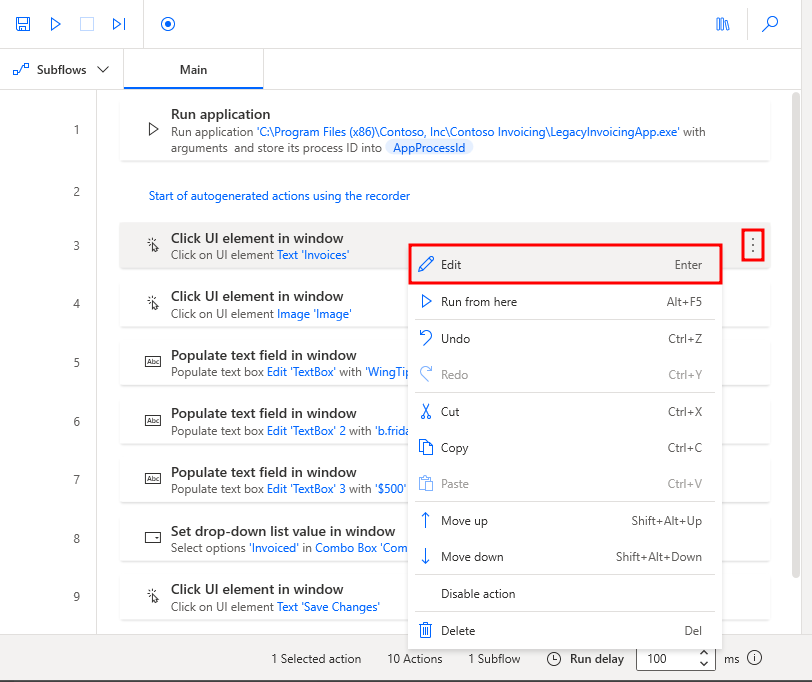 Subflows
Main
1
Run application
Run application 'C:\Program Files (x86)\Contoso, Inc\Contoso Invoicing\LegacyInvoicingApp.exe' with
arguments and store its process ID into AppProcessId
2
Start of autogenerated actions using the recorder
3
Click UI element in window
Click on UI element Text 'Invoices'
4
Click UI element in window
Click on UI element Image 'Image'
5
Populate text field in window
Populate text box Edit 'TextBox' with 'WingTip
6
Populate text field in window
Populate text box Edit 'TextBox' 2 with 'b.frida
7
Populate text field in window
Populate text box Edit 'TextBox' 3 with '$500'
8
Set drop-down list value in window
Select options 'Invoiced' in Combo Box 'Com
9
Click UI element in window
Click on UI element Text 'Save Changes'
Edit Enter
Run from here Alt+F5
Undo Ctrl+Z
Redo Ctrl+Y
Cut Ctrl+X
Copy Ctrl+C
Paste Ctrl+V
Move up Shift+Alt+Up
Move down Shift+Alt+Down
Disable action
Delete Del
1 Selected action 10 Actions 1 Subflow Run delay 100 ms